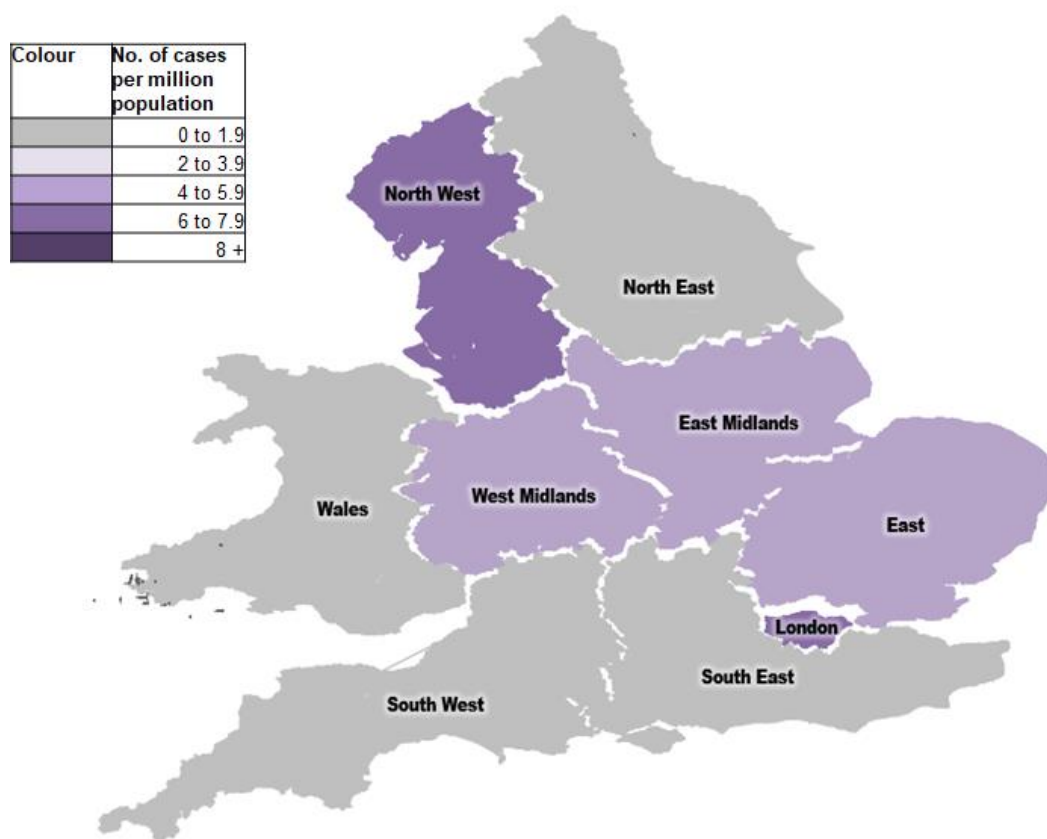 Colour No. of cases
per million
population
0 to 1.9
2 to 3.9
4 to 5.9
6 to 7.9
8 +
North West
North East
East Midlands
West Midlands
Wales
East
London
South East
South West